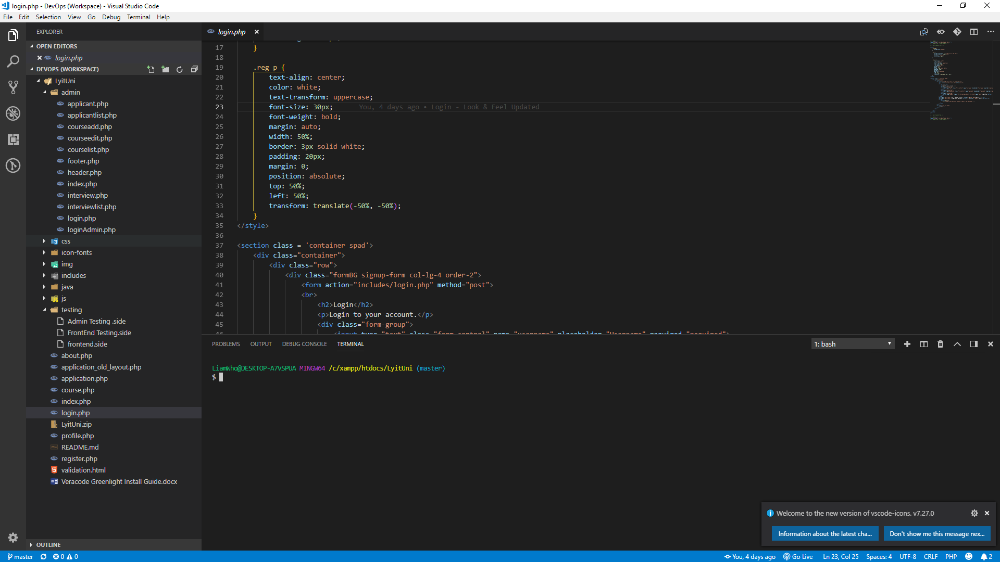 login.php - DevOps (Workspace) - Visual Studio Code
File Edit Selection View Go Debug Terminal Help
EXPLORER
OPEN EDITORS
login.php
DEVOPS (WORKSPACE)
LyitUni
admin
applicant.php
applicantlist.php
courseadd.php
courseedit.php
courselist.php
footer.php
header.php
index.php
interview.php
interviewlist.php
login.php
loginAdmin.php
css
icon-fonts
img
includes
java
js
testing
Admin Testing .side
FrontEnd Testing.side
frontend.side
about.php
application_old_layout.php
application.php
course.php
index.php
login.php
LyitUni.zip
profile.php
README.md
register.php
validation.html
Veracode Greenlight Install Guide.docx
OUTLINE
login.php
17 }
18
19 .reg p {
20 text-align: center;
21 color: white;
22 text-transform: uppercase;
23 font-size: 30px; You, 4 days ago • Login - Look & Feel Updated
24 font-weight: bold;
25 margin: auto;
26 width: 50%;
27 border: 3px solid white;
28 padding: 20px;
29 margin: 0;
30 position: absolute;
31 top: 50%;
32 left: 50%;
33 transform: translate(-50%, -50%);
34 }
35 </style>
36
37 <section class = 'container spad'>
38 <div class="container">
39 <div class="row">
40 <div class="formBG signup-form col-lg-4 order-2">
41 <form action="includes/login.php" method="post">
42 <br>
43 <h2>Login</h2>
44 <p>Login to your account.</p>
45 <div class="form-group">
46 <input type="text" class="form-control" name="username" placeholder="Username" required="required">
PROBLEMS OUTPUT DEBUG CONSOLE TERMINAL 1: bash
LiamWho@DESKTOP-A7VSPUA MINGW64 /c/xampp/htdocs/LyitUni (master)
$
Welcome to the new version of vscode-icons. v7.27.0
Information about the latest cha... Don't show me this message nex...
master 0 0 You, 4 days ago Go Live Ln 23, Col 25 Spaces: 4 UTF-8 CRLF PHP 2